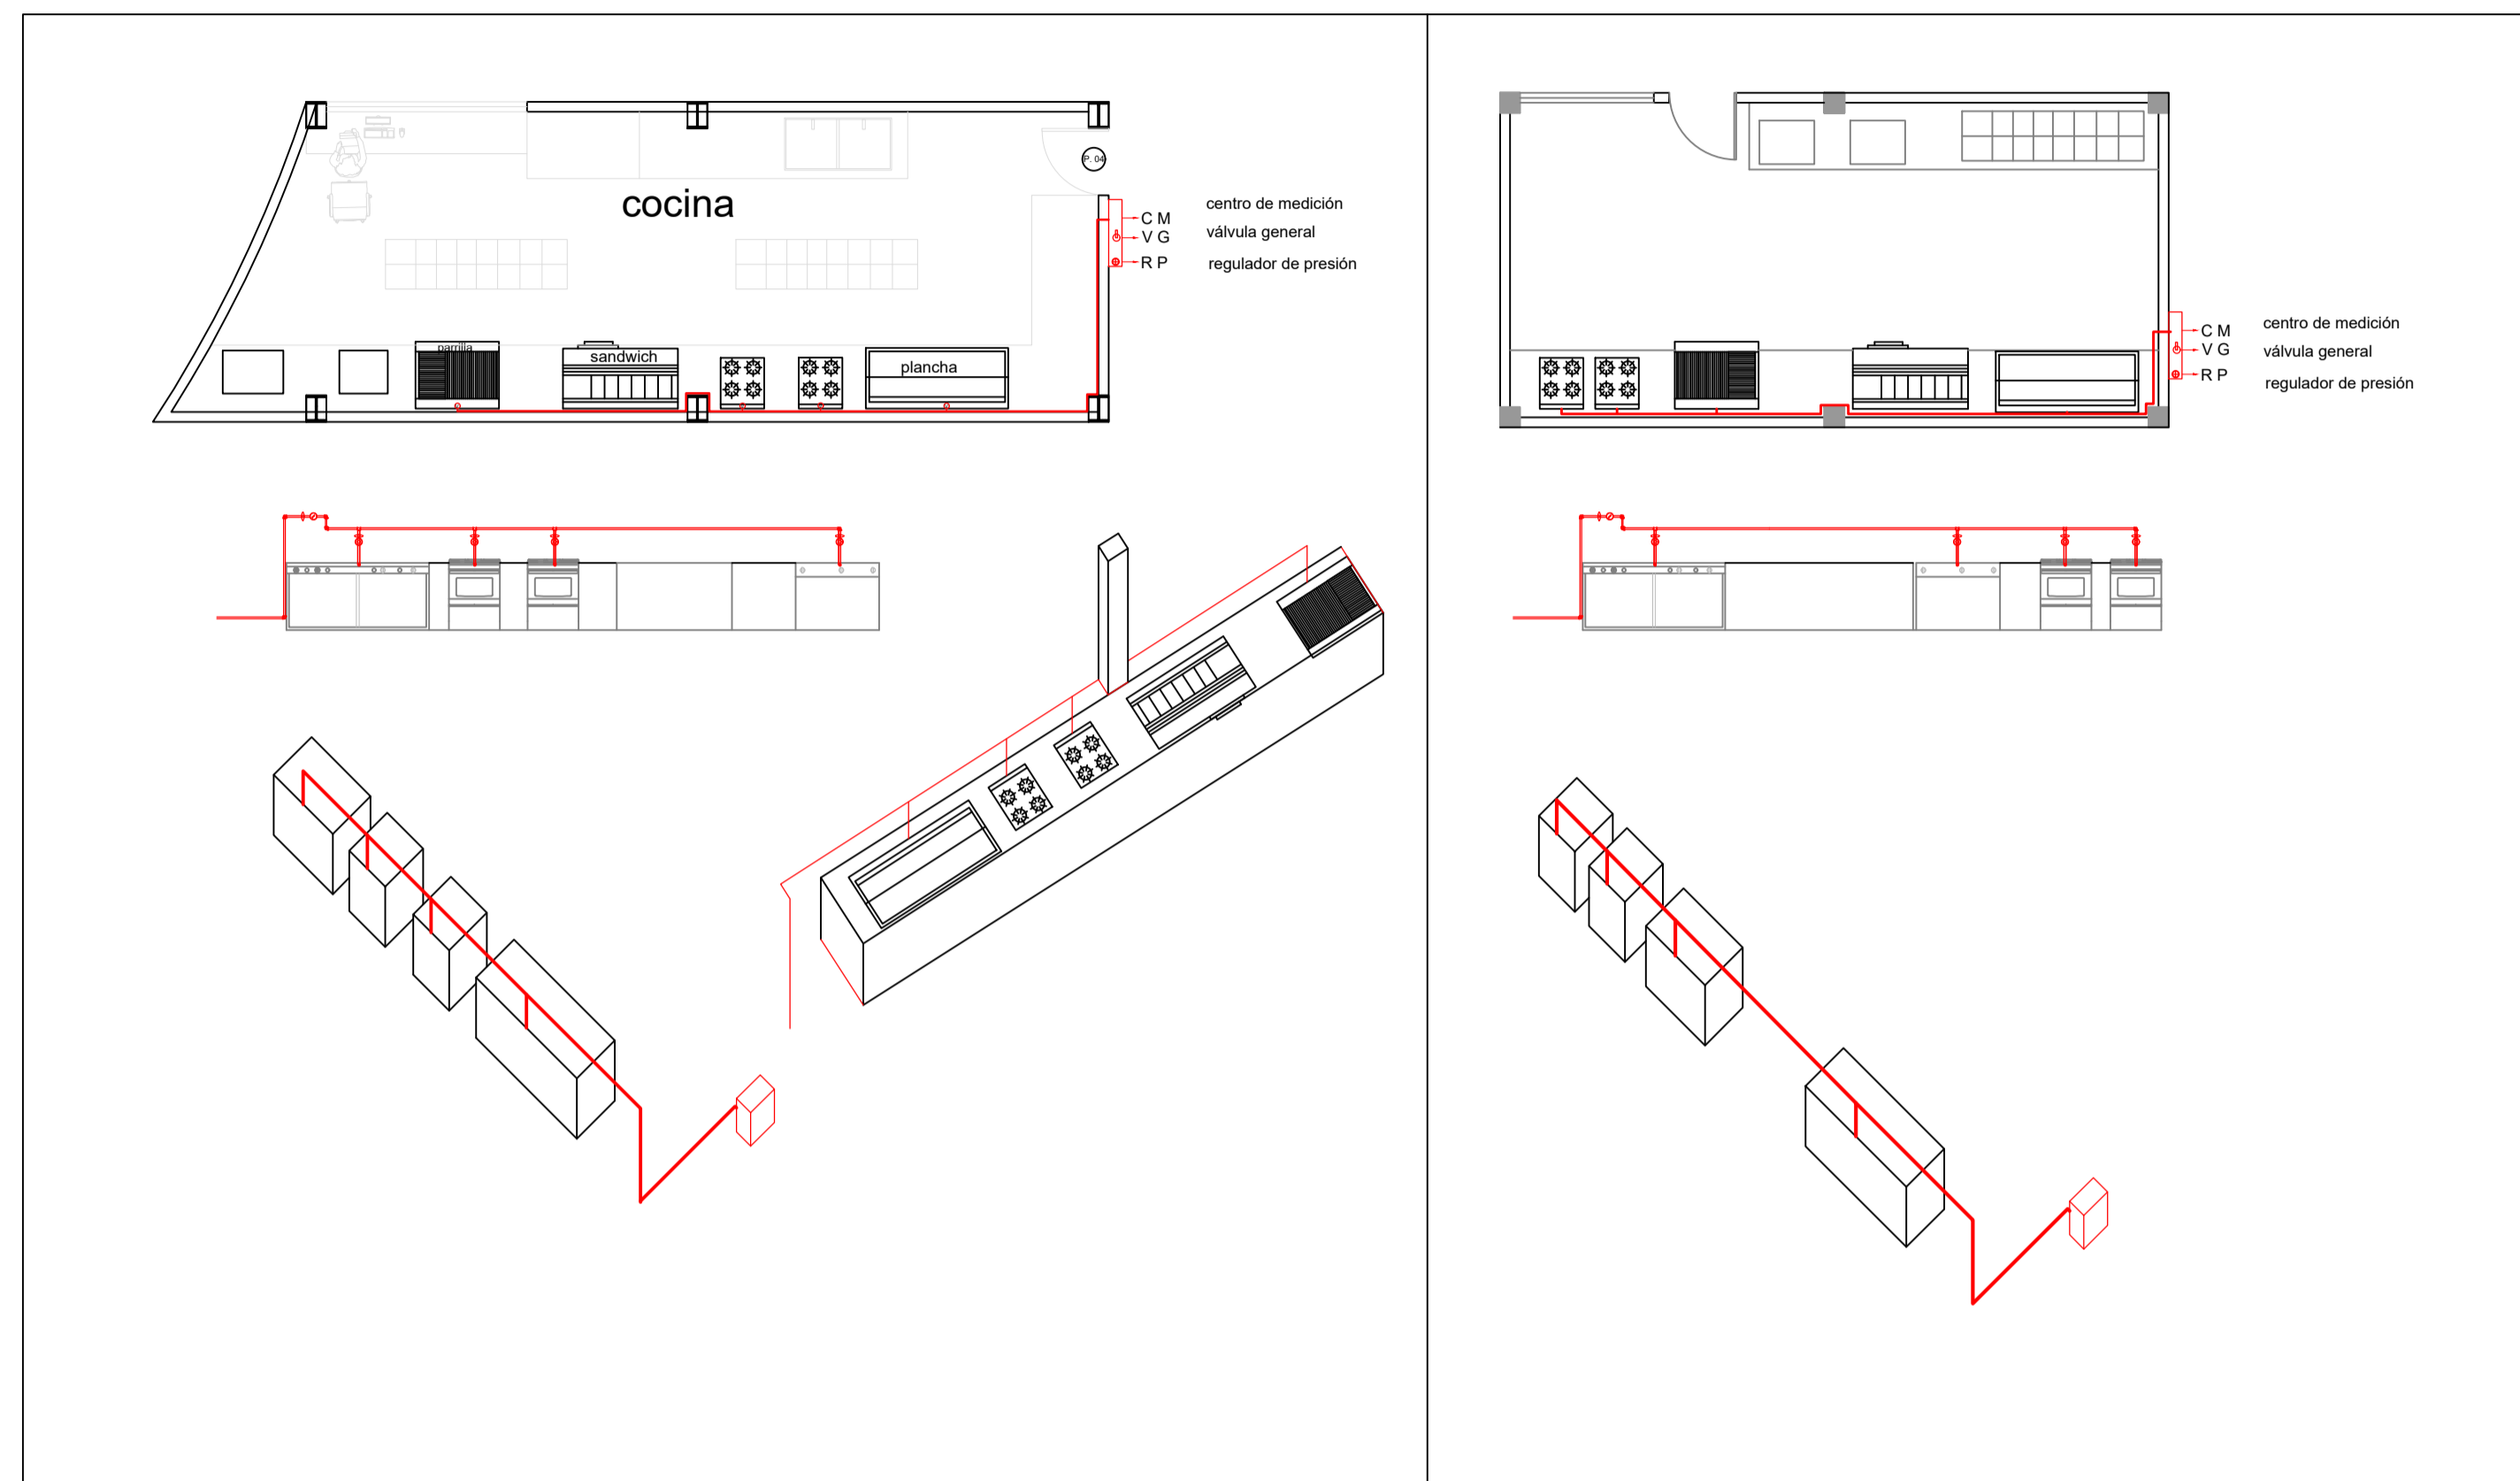 P. 04
cocina
C M centro de medición
V G válvula general
R P regulador de presión
parrilla
sandwich
plancha
C M centro de medición
V G válvula general
R P regulador de presión